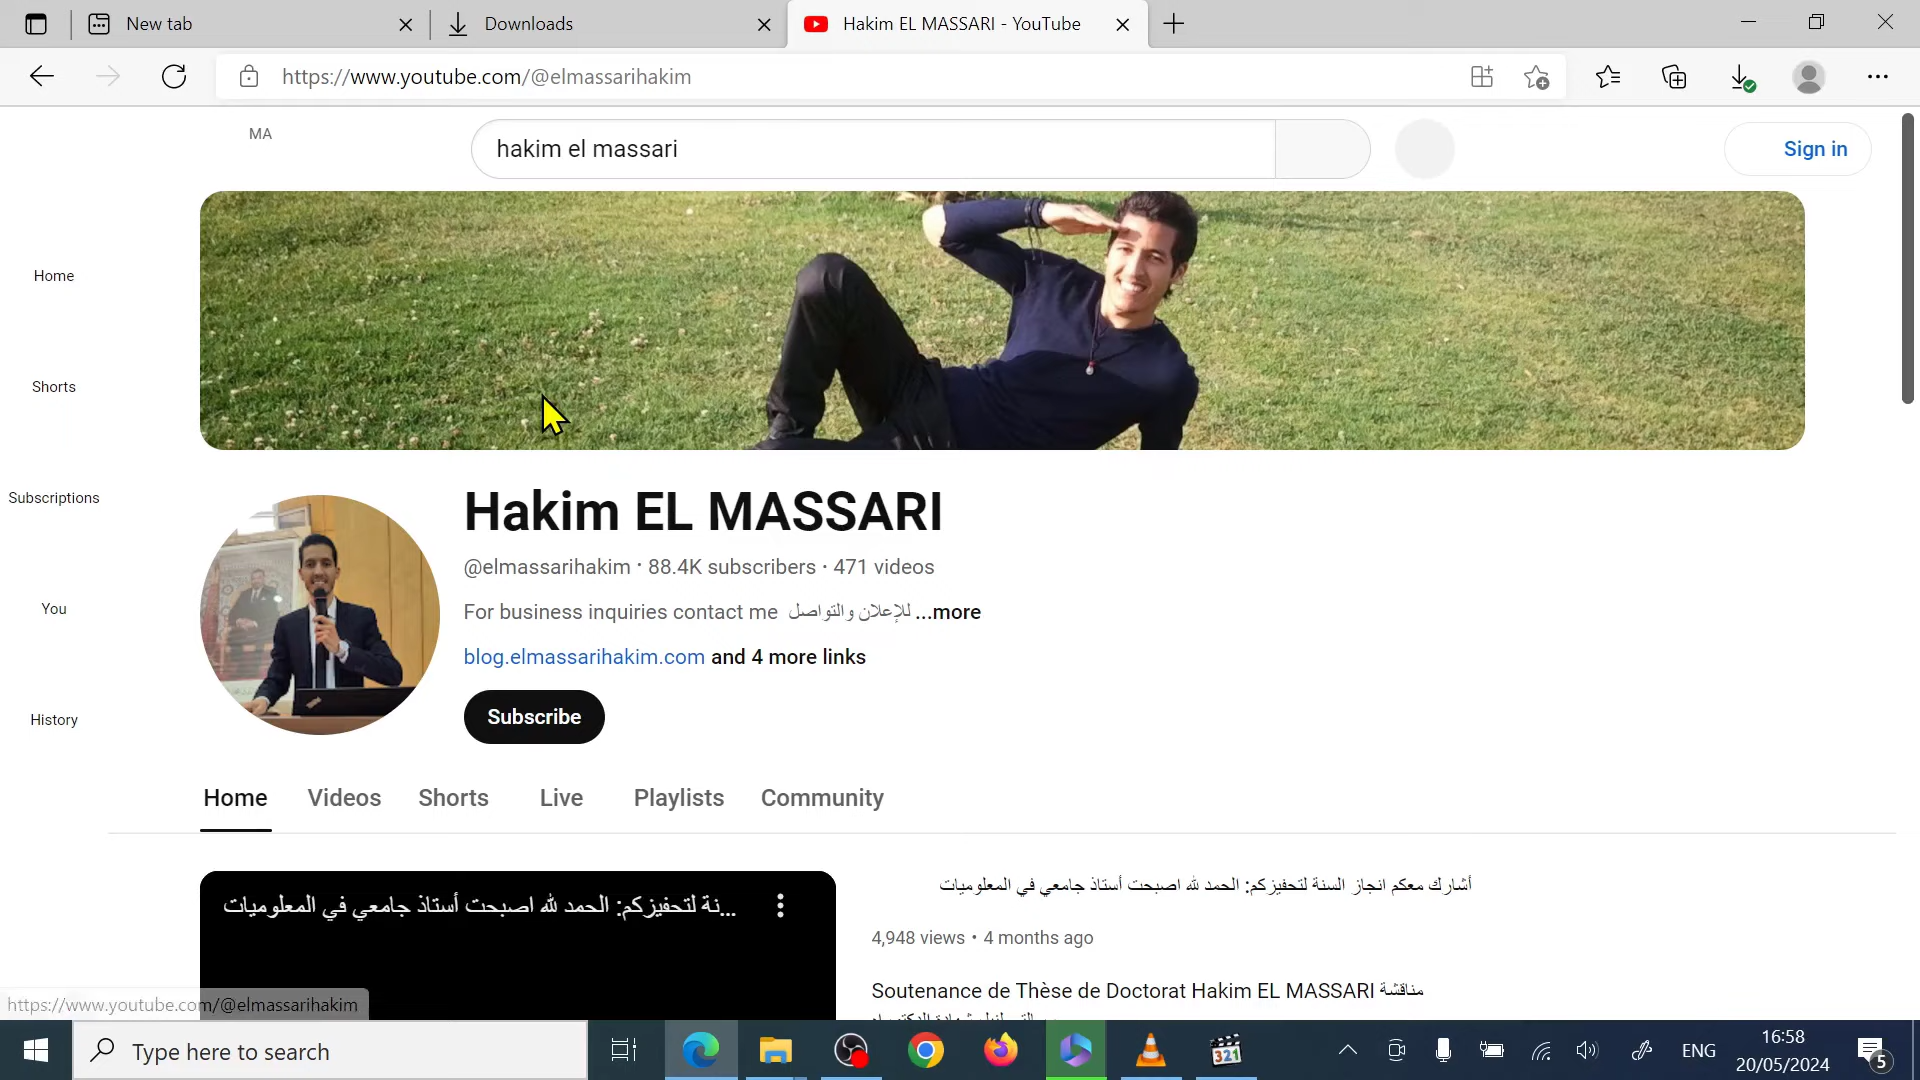 New tab
Downloads
Hakim EL MASSARI - YouTube
https://www.youtube.com/@elmassarihakim
MA
hakim el massari
Sign in
Home
Shorts
Subscriptions
You
History
Hakim EL MASSARI
@elmassarihakim · 88.4K subscribers · 471 videos
For business inquiries contact me للإعلان والتواصل ...more
blog.elmassarihakim.com and 4 more links
Subscribe
Home Videos Shorts Live Playlists Community
نة لتحفيزكم: الحمد لله اصبحت أستاذ جامعي في المعلوميات...
أشارك معكم انجاز السنة لتحفيزكم: الحمد لله اصبحت أستاذ جامعي في المعلوميات
4,948 views • 4 months ago
Soutenance de Thèse de Doctorat Hakim EL MASSARI مناقشة
https://www.youtube.com/@elmassarihakim
Type here to search
321
ENG
16:58
20/05/2024
5